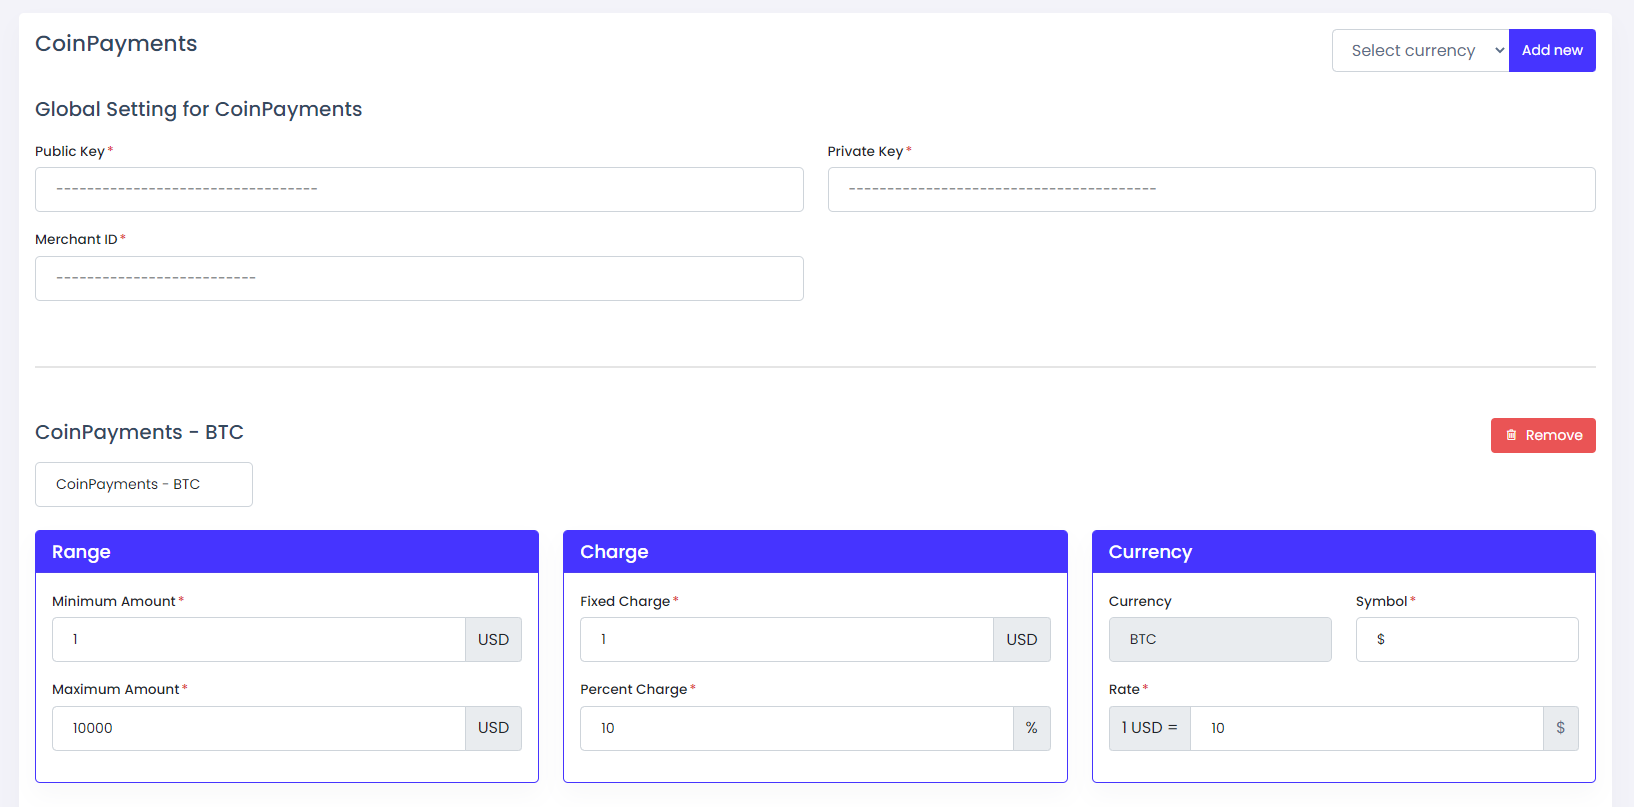 CoinPayments
Select currency
Add new
Global Setting for CoinPayments
Public Key *
Private Key *
----------------------------------
----------------------------------------
Merchant ID *
--------------------------
CoinPayments - BTC
Remove
CoinPayments - BTC
Range
Minimum Amount *
1 USD
Maximum Amount *
10000 USD
Charge
Fixed Charge *
1 USD
Percent Charge *
10 %
Currency
Currency
Symbol *
BTC
$
Rate *
1 USD = 10 $